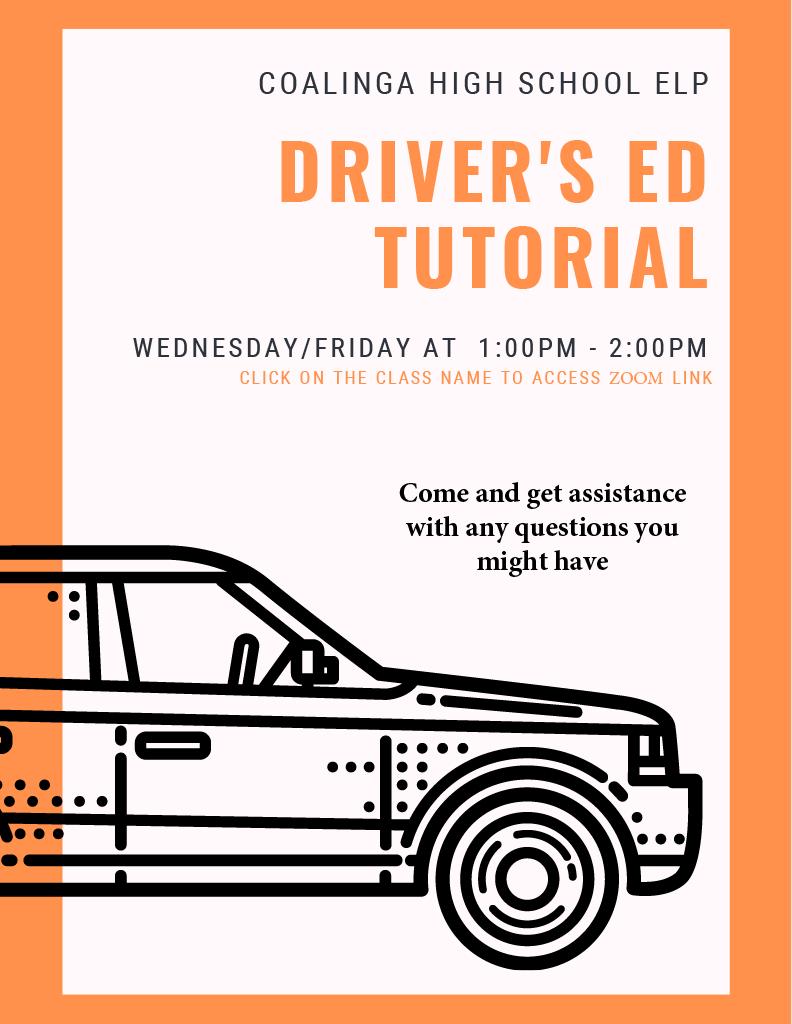 COALINGA HIGH SCHOOL ELP
DRIVER'S ED
TUTORIAL
WEDNESDAY/FRIDAY AT 1:00PM - 2:00PM
CLICK ON THE CLASS NAME TO ACCESS ZOOM LINK
Come and get assistance
with any questions you
might have